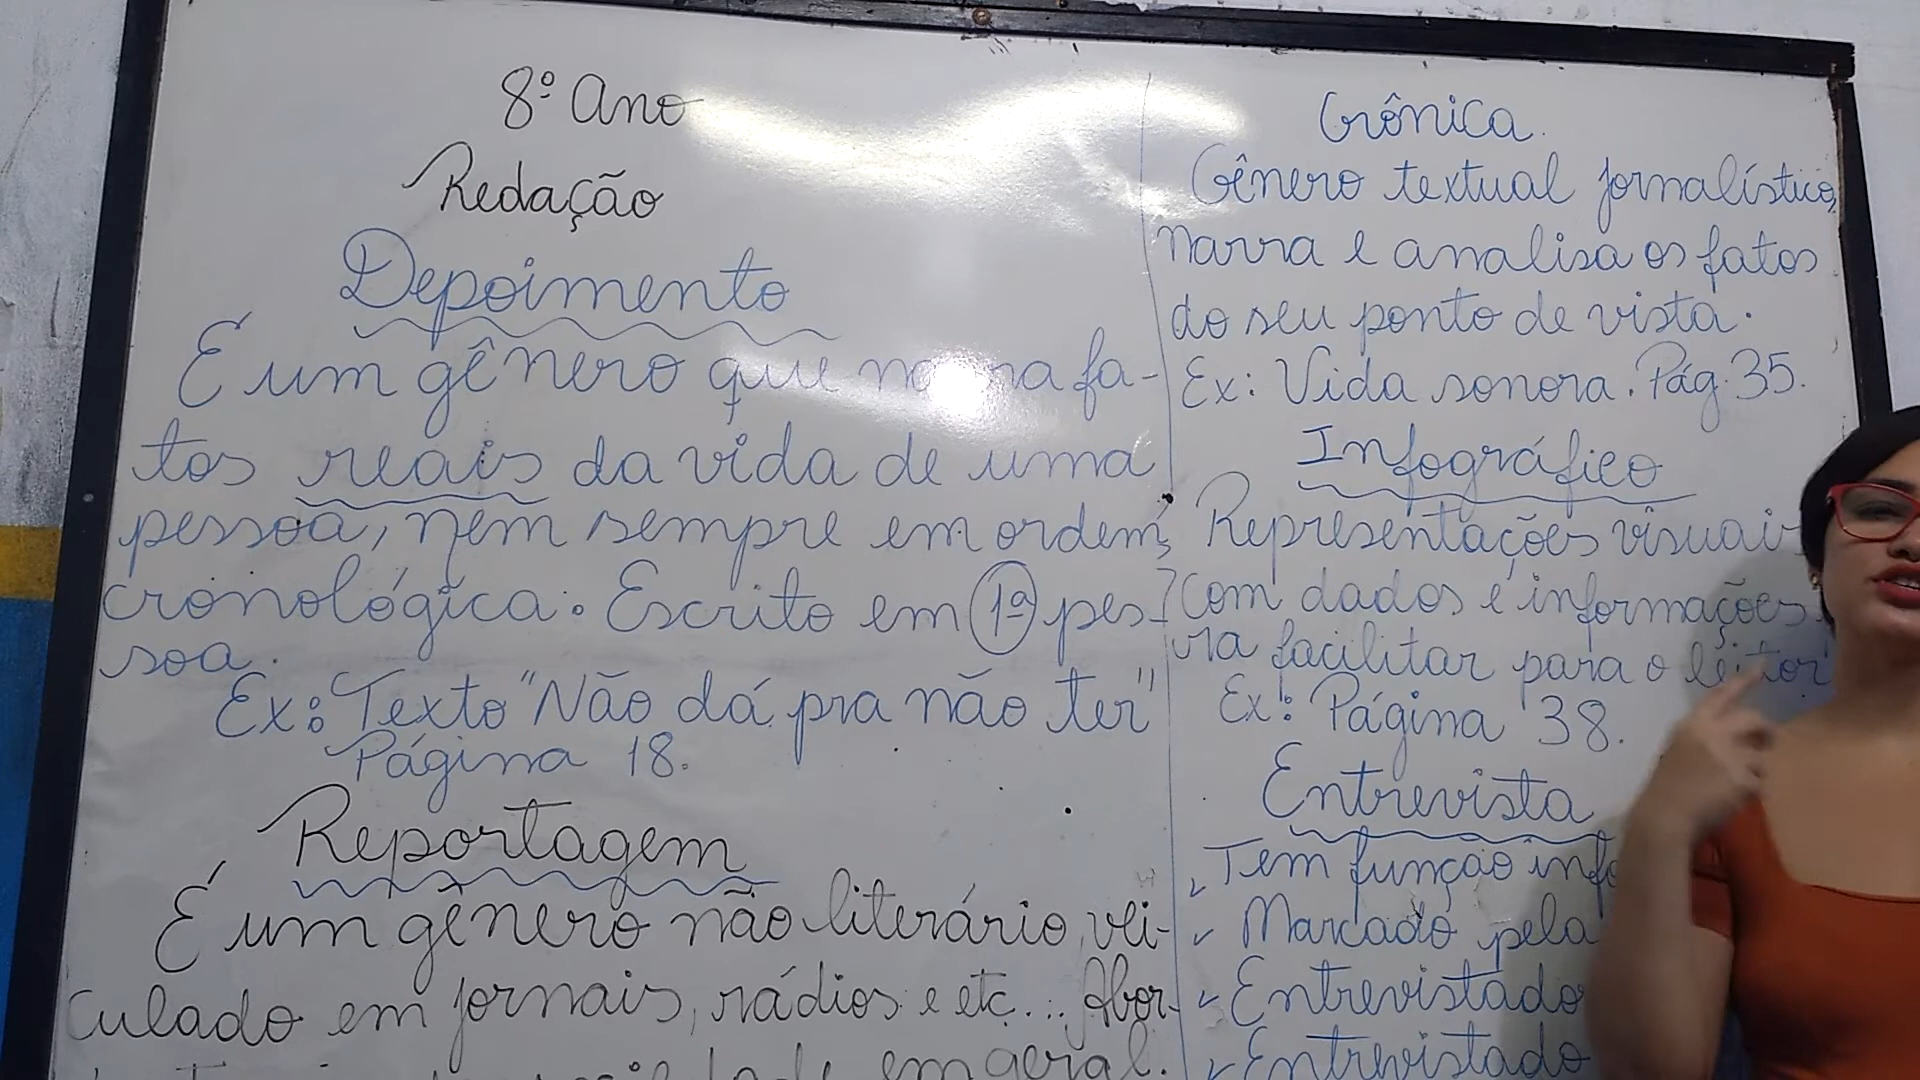 8º Ano
Redação
Depoimento
É um gênero que narra fa-
tos reais da vida de uma
pessoa, nem sempre em ordem
cronológica. Escrito em 1ª pes-
soa.
Ex: Texto "Não dá pra não ter"
Página 18.
Reportagem
É um gênero não literário, vei-
culado em jornais, rádios e etc... Abor-
em geral.
Crônica.
Gênero textual jornalístico,
narra e analisa os fatos
do seu ponto de vista.
Ex: Vida sonora. Pág. 35.
Infográfico
Representações visuais
com dados e informações
facilitar para o leitor
Ex: Página 38.
Entrevista
Tem função
Marcado pela
Entrevistado
Entrevistado